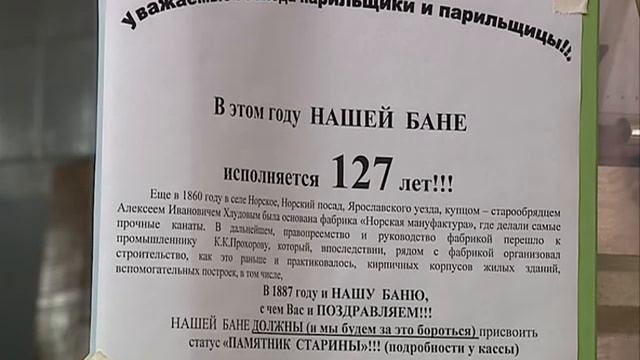 Уважаемые господа парильщики и парильщицы!!.
В этом году НАШЕЙ БАНЕ
исполняется 127 лет!!!
Еще в 1860 году в селе Норское, Норский посад, Ярославского уезда, купцом – старообрядцем
Алексеем Ивановичем Хлудовым была основана фабрика «Норская мануфактура», где делали самые
прочные канаты. В дальнейшем, правопреемство и руководство фабрикой перешло к
промышленнику К.К.Прохорову, который, впоследствии, рядом с фабрикой организовал
строительство, как это раньше и практиковалось, кирпичных корпусов жилых зданий,
вспомогательных построек, в том числе,
В 1887 году и НАШУ БАНЮ,
с чем Вас и ПОЗДРАВЛЯЕМ!!!
НАШЕЙ БАНЕ ДОЛЖНЫ (и мы будем за это бороться) присвоить
статус «ПАМЯТНИК СТАРИНЫ»!!! (подробности у кассы)